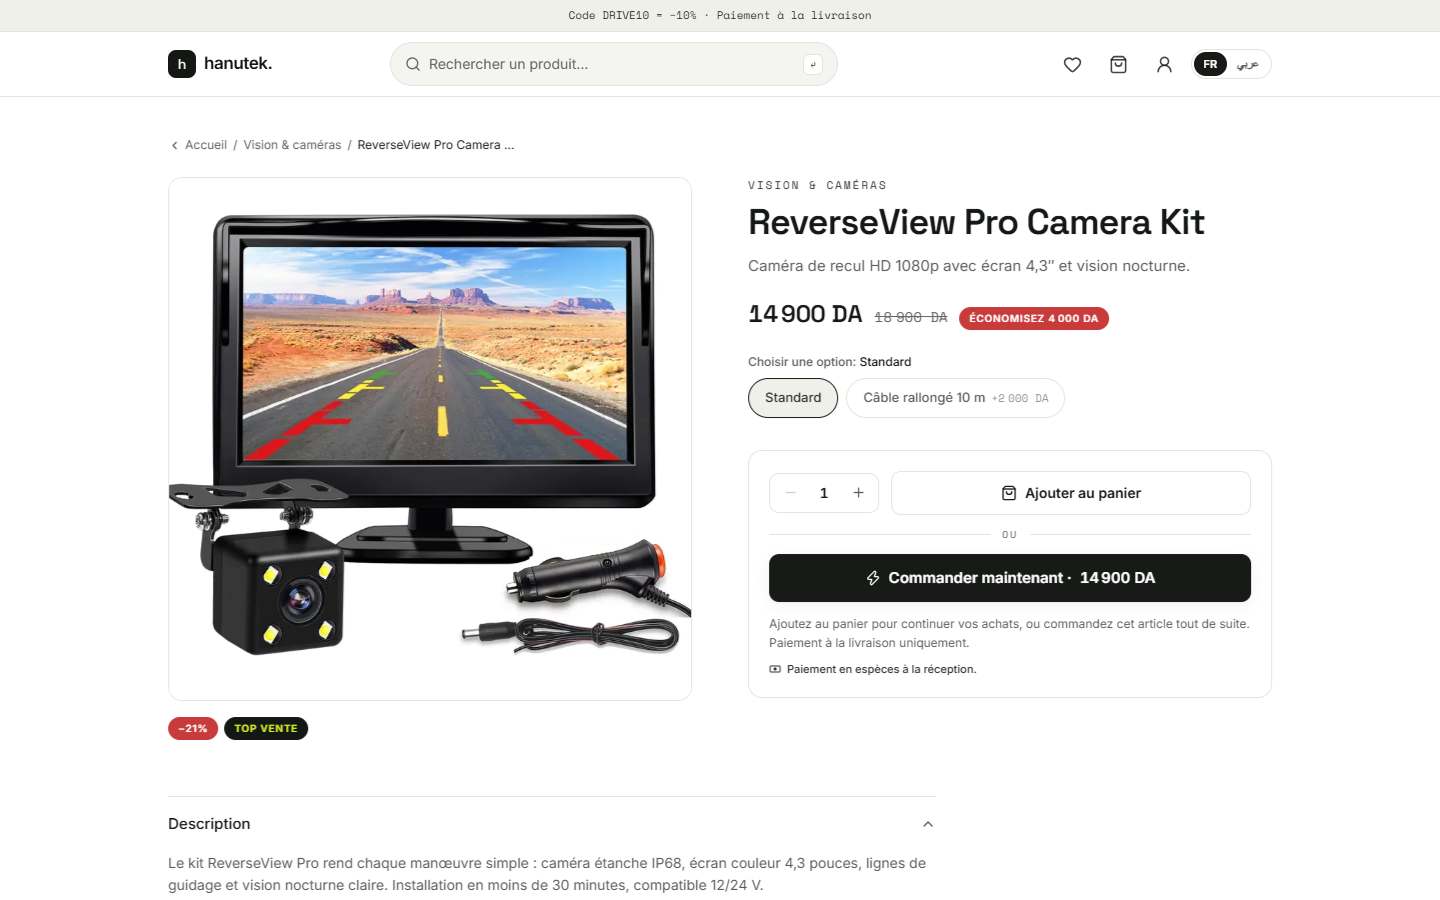 Code DRIVE10 = −10% · Paiement à la livraison
h hanutek.
Rechercher un produit...
FR عربي
Accueil / Vision & caméras / ReverseView Pro Camera ...
VISION & CAMÉRAS
ReverseView Pro Camera Kit
Caméra de recul HD 1080p avec écran 4,3″ et vision nocturne.
14 900 DA 18 900 DA ÉCONOMISEZ 4 000 DA
Choisir une option: Standard
Standard Câble rallongé 10 m +2 000 DA
1 Ajouter au panier
OU
Commander maintenant · 14 900 DA
Ajoutez au panier pour continuer vos achats, ou commandez cet article tout de suite.
Paiement à la livraison uniquement.
Paiement en espèces à la réception.
−21% TOP VENTE
Description
Le kit ReverseView Pro rend chaque manœuvre simple : caméra étanche IP68, écran couleur 4,3 pouces, lignes de
guidage et vision nocturne claire. Installation en moins de 30 minutes, compatible 12/24 V.